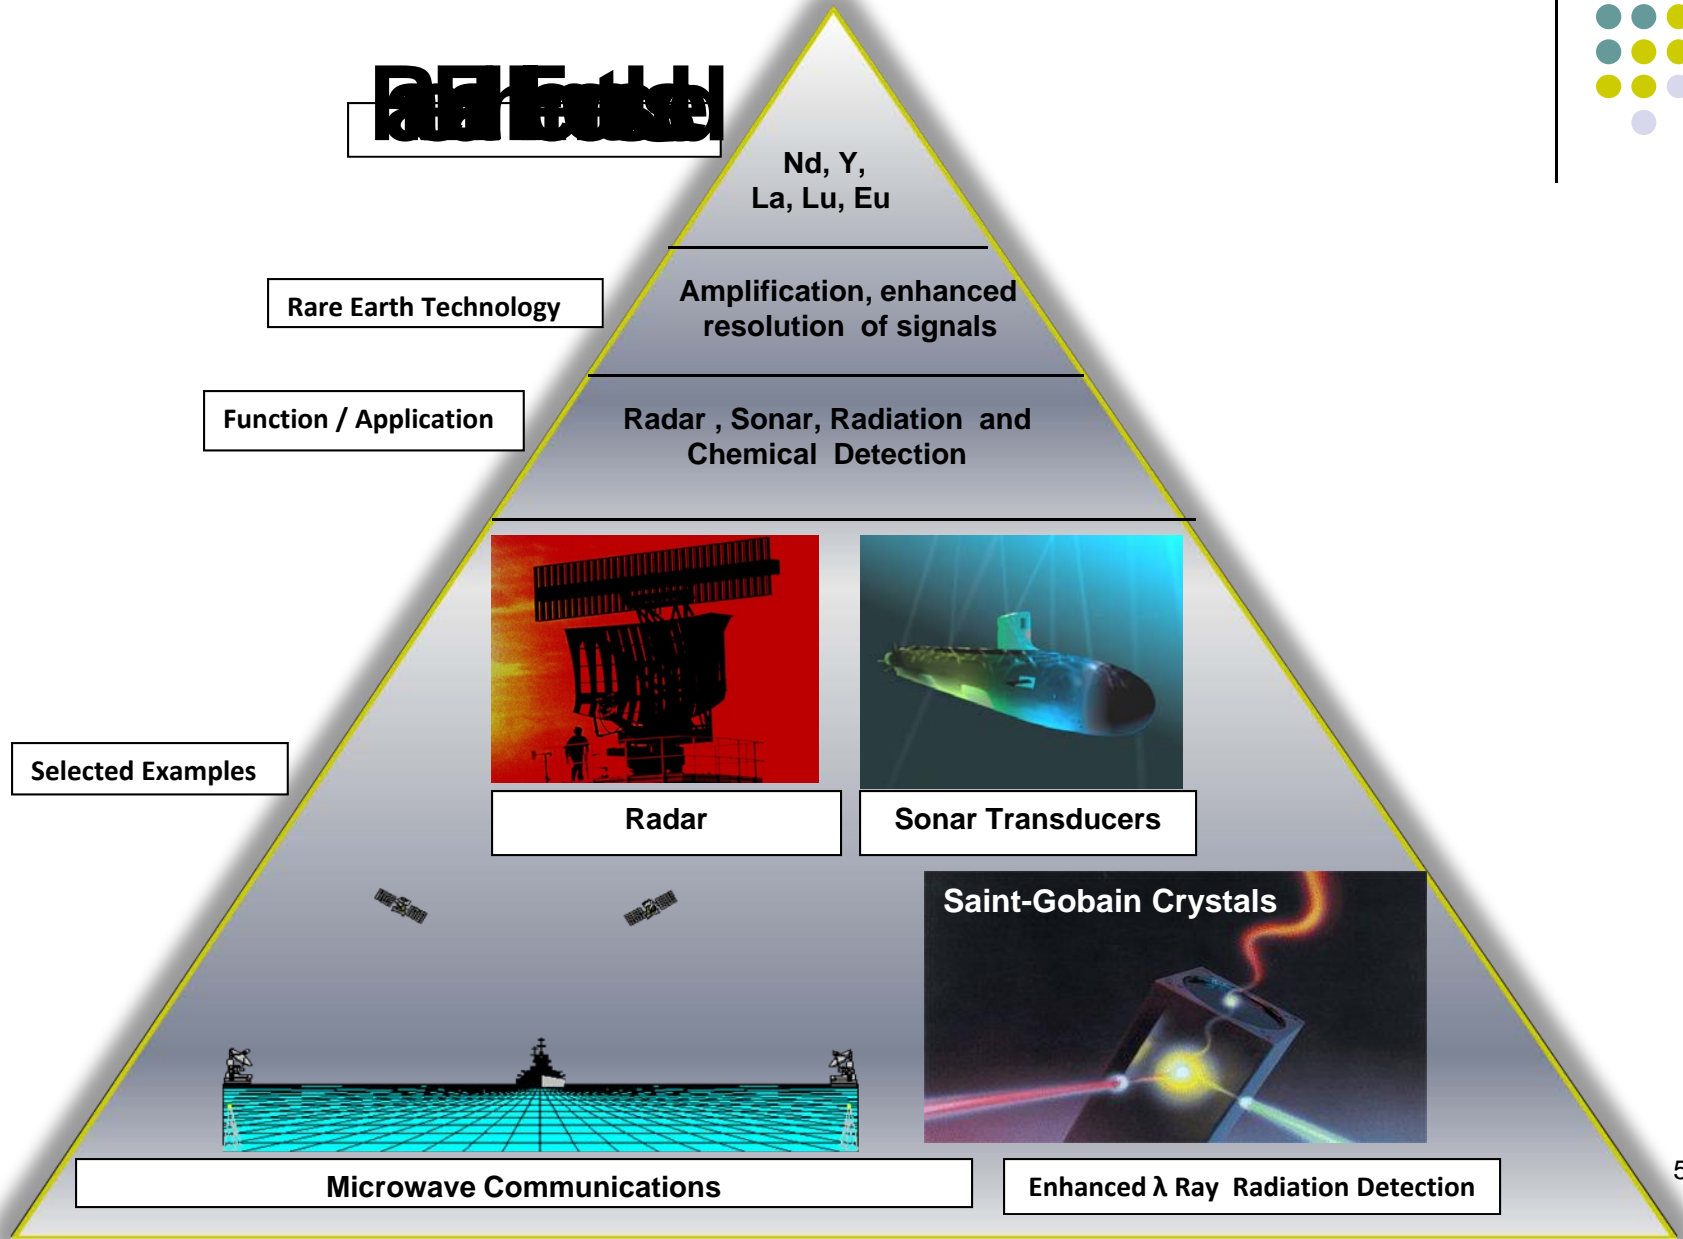 Nd, Y,
La, Lu, Eu
Rare Earth Technology
Amplification, enhanced
resolution of signals
Function / Application
Radar , Sonar, Radiation and
Chemical Detection
Selected Examples
Radar
Sonar Transducers
Saint-Gobain Crystals
Microwave Communications
Enhanced λ Ray Radiation Detection
5